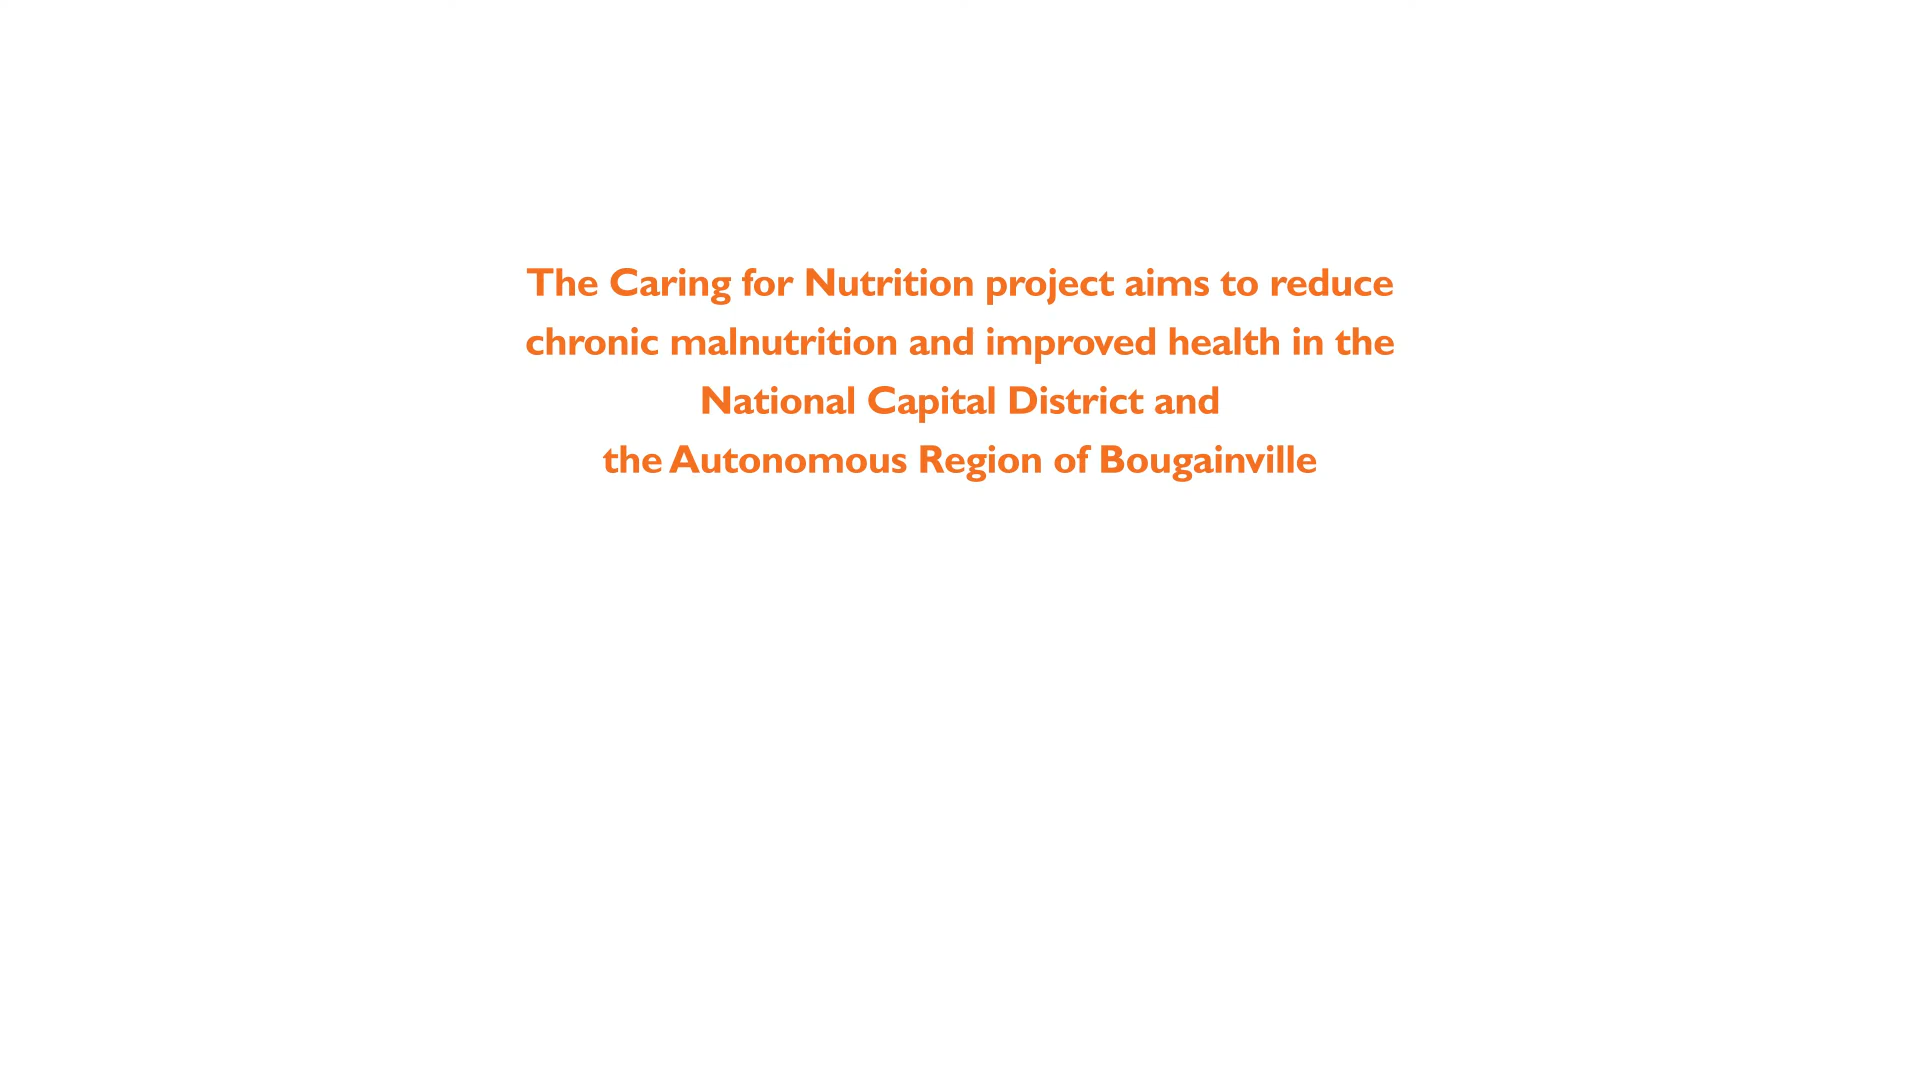 The Caring for Nutrition project aims to reduce
chronic malnutrition and improved health in the
National Capital District and
the Autonomous Region of Bougainville